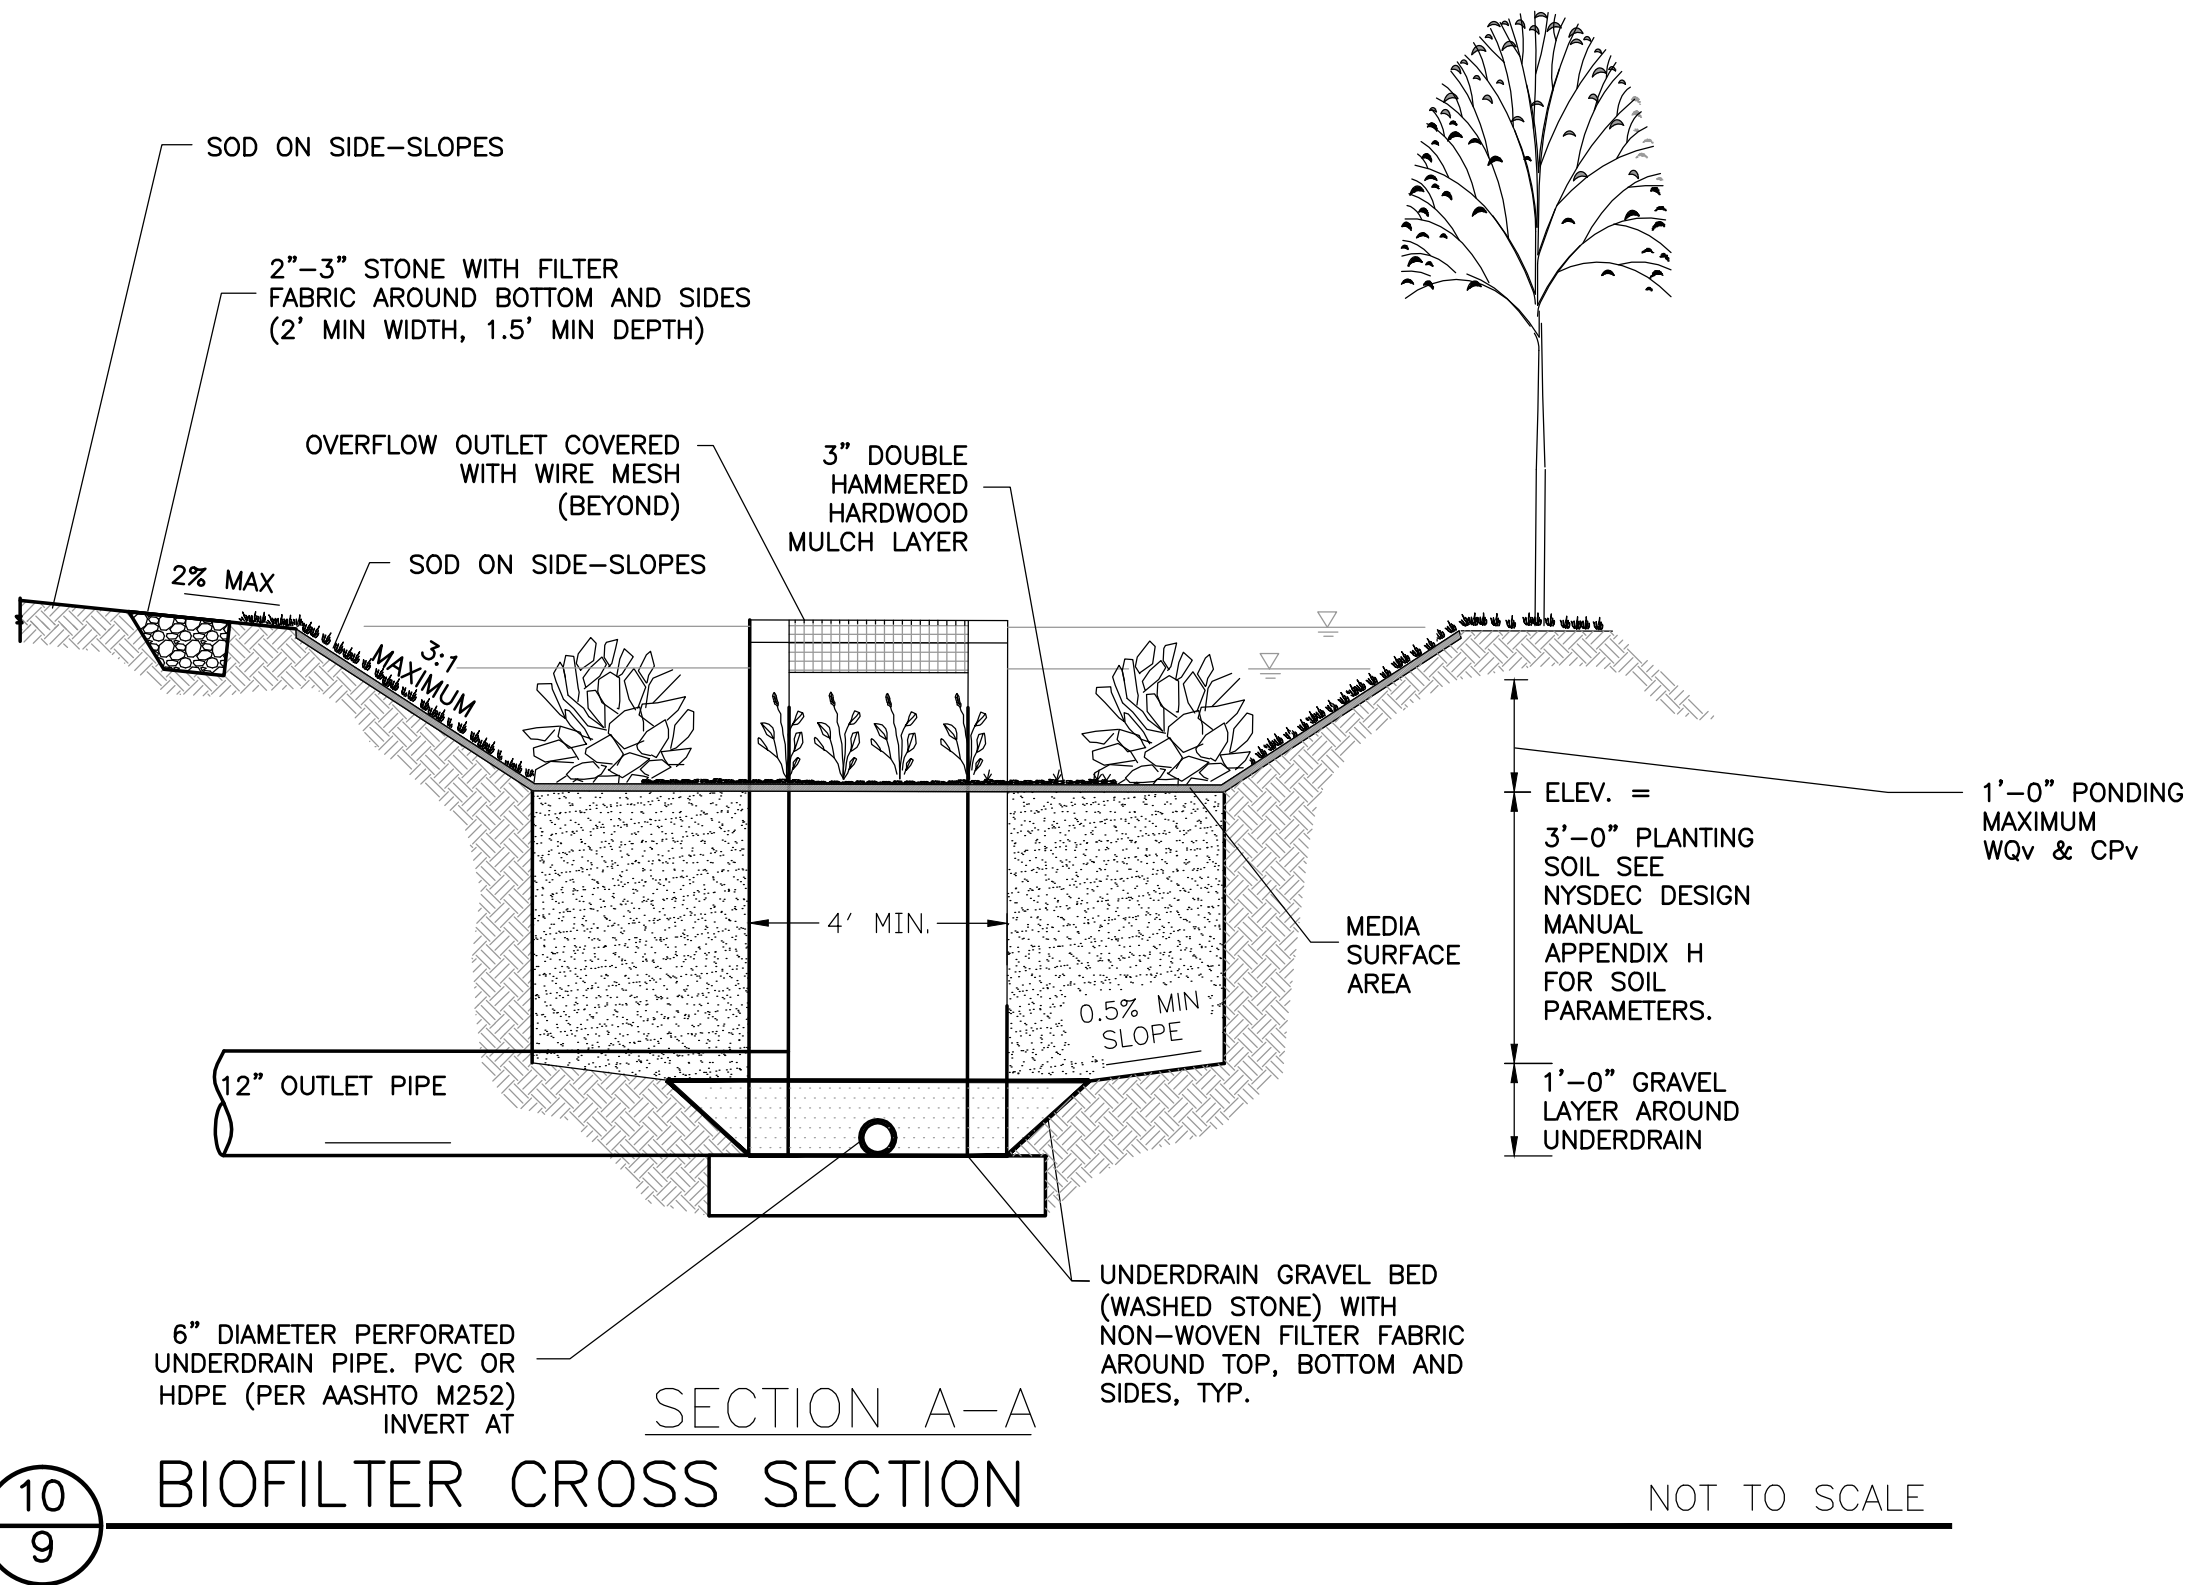 SOD ON SIDE-SLOPES
2"-3" STONE WITH FILTER
FABRIC AROUND BOTTOM AND SIDES
(2' MIN WIDTH, 1.5' MIN DEPTH)
OVERFLOW OUTLET COVERED
WITH WIRE MESH
(BEYOND)
3" DOUBLE
HAMMERED
HARDWOOD
MULCH LAYER
SOD ON SIDE-SLOPES
2% MAX
3:1
MAXIMUM
1'-0" PONDING
MAXIMUM
WQv & CPv
ELEV. =
3'-0" PLANTING
SOIL SEE
NYSDEC DESIGN
MANUAL
APPENDIX H
FOR SOIL
PARAMETERS.
4' MIN.
MEDIA
SURFACE
AREA
0.5% MIN
SLOPE
12" OUTLET PIPE
1'-0" GRAVEL
LAYER AROUND
UNDERDRAIN
UNDERDRAIN GRAVEL BED
(WASHED STONE) WITH
NON-WOVEN FILTER FABRIC
AROUND TOP, BOTTOM AND
SIDES, TYP.
6" DIAMETER PERFORATED
UNDERDRAIN PIPE. PVC OR
HDPE (PER AASHTO M252)
INVERT AT
SECTION A-A
10
9
BIOFILTER CROSS SECTION
NOT TO SCALE